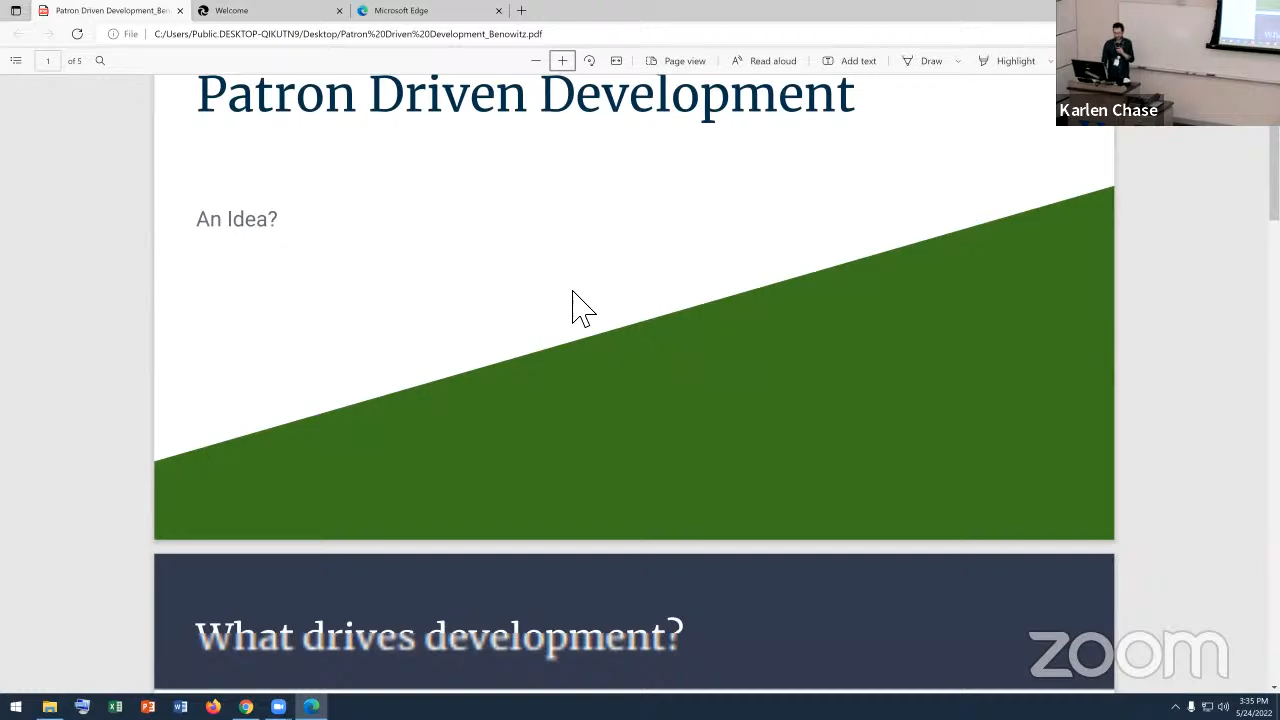 Patron Driven Development_Ben
Welcome
Microsoft Edge
File
C:/Users/Public.DESKTOP-QIKUTN9/Desktop/Patron%20Driven%20Development_Benowitz.pdf
1 of 5
Page view
Read aloud
Add text
Draw
Highlight
Karlen Chase
Patron Driven Development
An Idea?
What drives development?
zoom
3:35 PM
5/24/2022